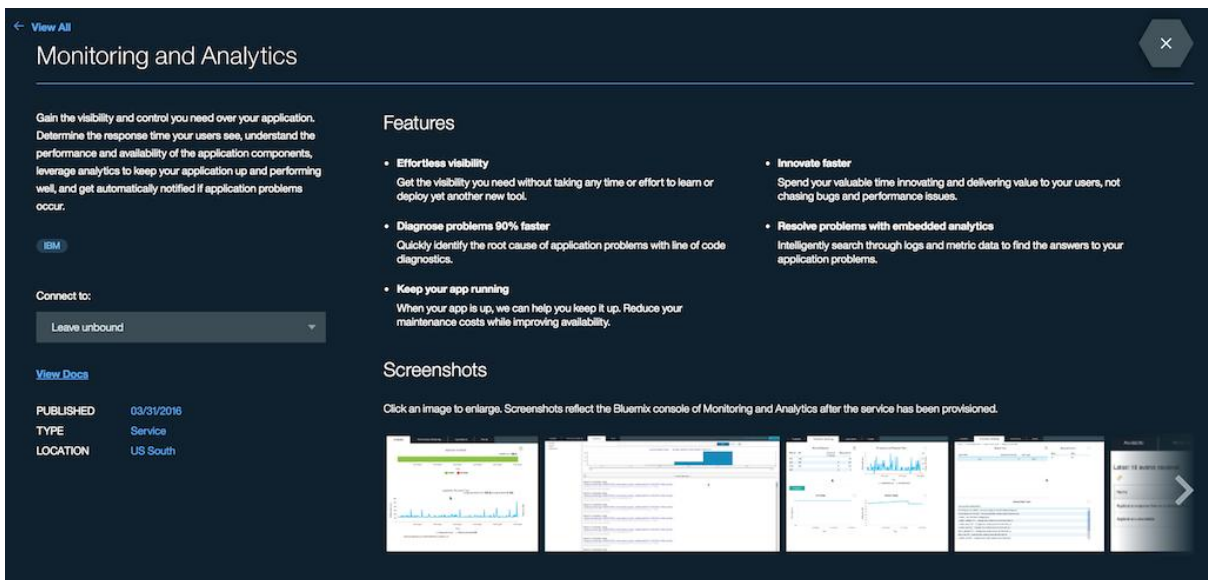 ← View All
Monitoring and Analytics
Gain the visibility and control you need over your application.
Determine the response time your users see, understand the
performance and availability of the application components,
leverage analytics to keep your application up and performing
well, and get automatically notified if application problems
occur.
IBM
Connect to:
Leave unbound
View Docs
PUBLISHED 03/31/2016
TYPE Service
LOCATION US South
Features
• Effortless visibility
Get the visibility you need without taking any time or effort to learn or
deploy yet another new tool.
• Diagnose problems 90% faster
Quickly identify the root cause of application problems with line of code
diagnostics.
• Keep your app running
When your app is up, we can help you keep it up. Reduce your
maintenance costs while improving availability.
• Innovate faster
Spend your valuable time innovating and delivering value to your users, not
chasing bugs and performance issues.
• Resolve problems with embedded analytics
Intelligently search through logs and metric data to find the answers to your
application problems.
Screenshots
Click an image to enlarge. Screenshots reflect the Bluemix console of Monitoring and Analytics after the service has been provisioned.